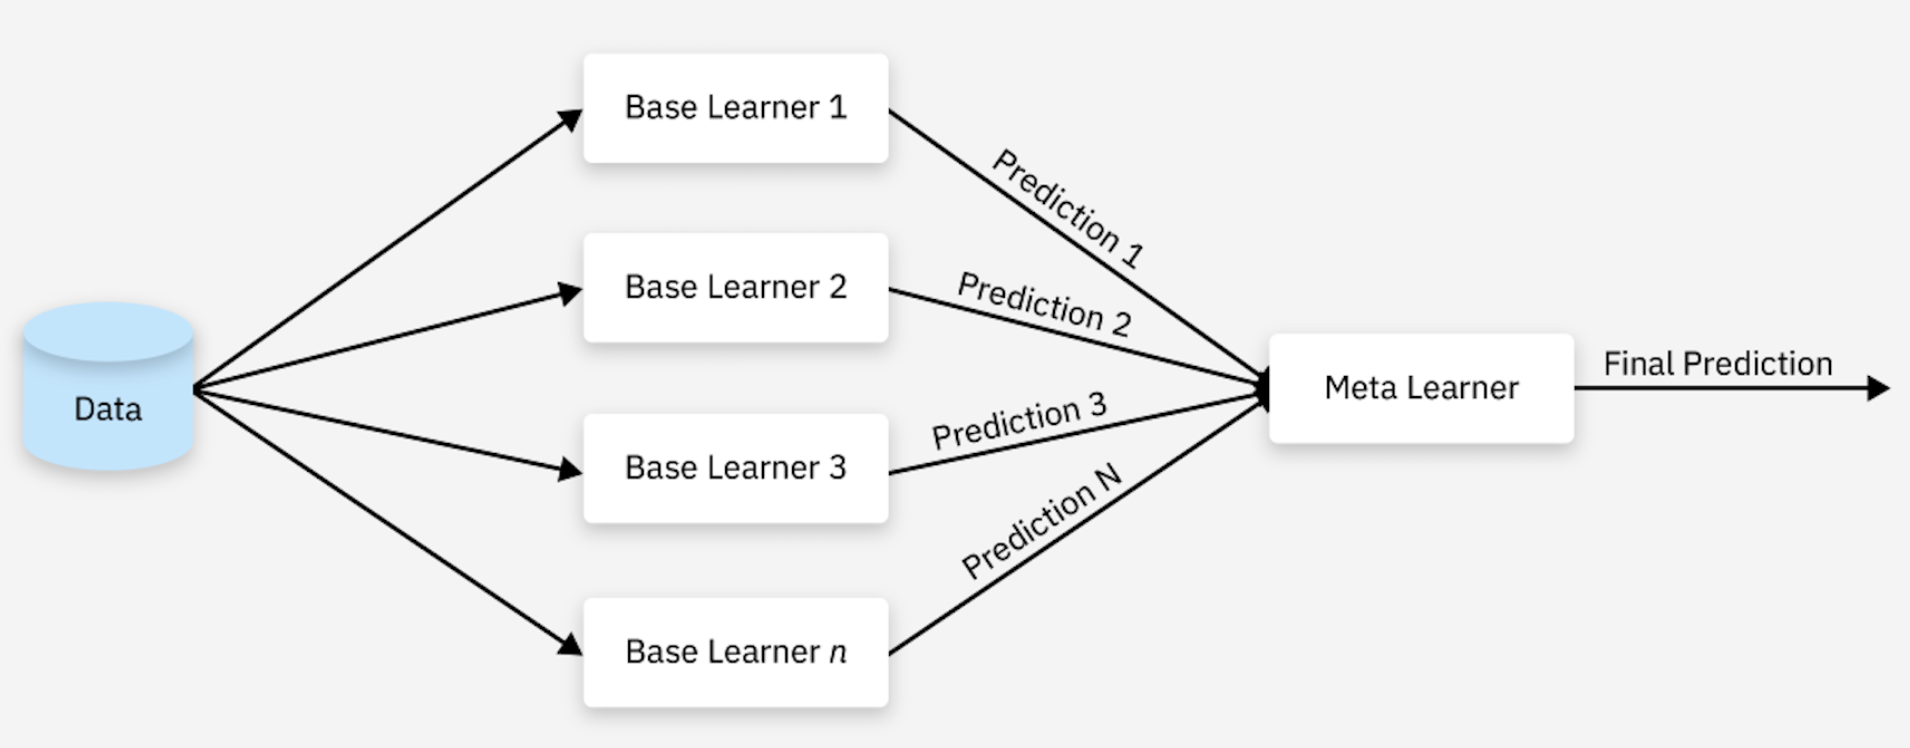 Data
Base Learner 1
Base Learner 2
Base Learner 3
Base Learner n
Prediction 1
Prediction 2
Prediction 3
Prediction N
Meta Learner
Final Prediction